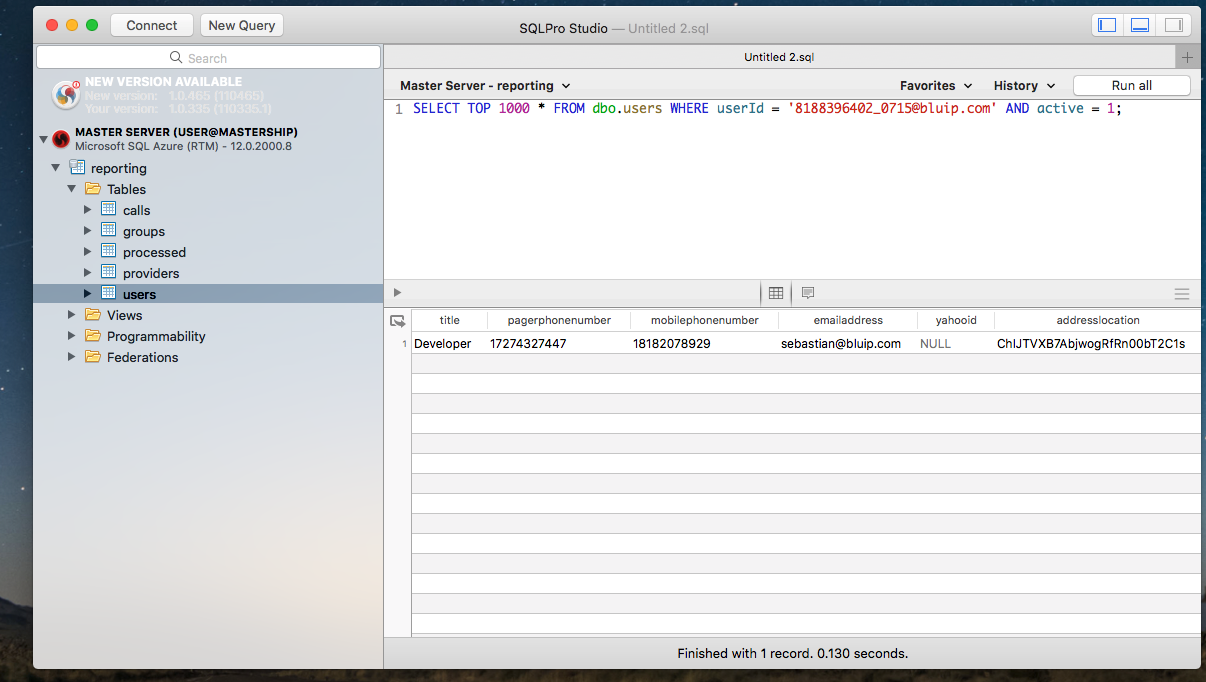 Connect New Query
SQLPro Studio — Untitled 2.sql
Search
Untitled 2.sql
NEW VERSION AVAILABLE
New version: 1.0.465 (110465)
Your version: 1.0.335 (110335.1)
Master Server - reporting Favorites History Run all
1 SELECT TOP 1000 * FROM dbo.users WHERE userId = '8188396402_0715@bluip.com' AND active = 1;
MASTER SERVER (USER@MASTERSHIP)
Microsoft SQL Azure (RTM) - 12.0.2000.8
reporting
Tables
calls
groups
processed
providers
users
Views
Programmability
Federations
title pagerphonenumber mobilephonenumber emailaddress yahooid addresslocation
1 Developer 17274327447 18182078929 sebastian@bluip.com NULL ChIJTVXB7AbjwogRfRn00bT2C1s
Finished with 1 record. 0.130 seconds.